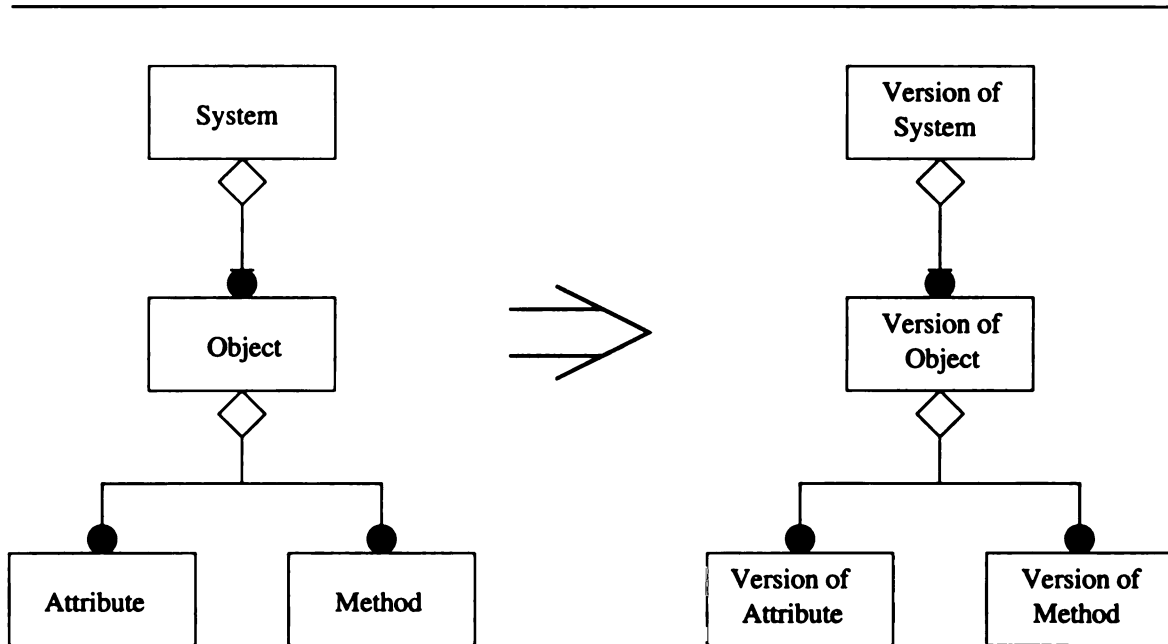 System
Object
Attribute
Method
Version of
System
Version of
Object
Version of
Attribute
Version of
Method